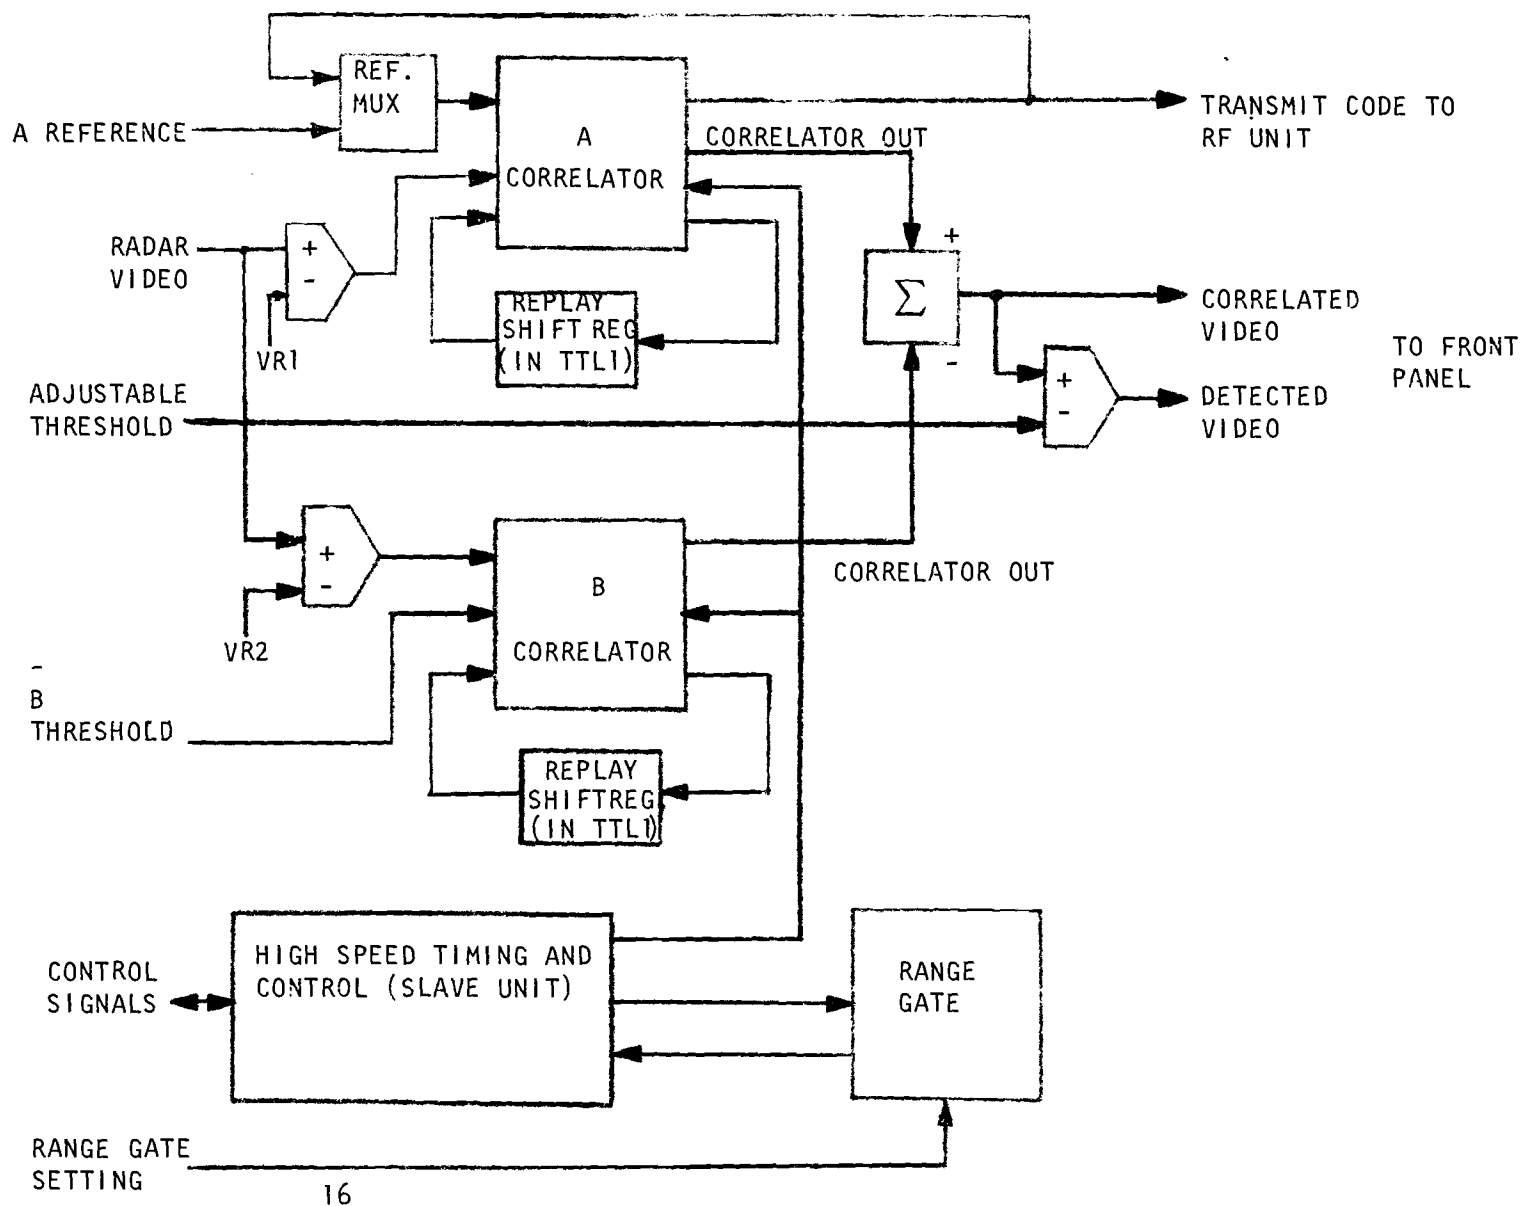 REF.
MUX
A REFERENCE
A
CORRELATOR
CORRELATOR OUT
TRANSMIT CODE TO
RF UNIT
RADAR
VIDEO
+
-
VR1
REPLAY
SHIFT REG
(IN TTL1)
+
Σ
-
CORRELATED
VIDEO
TO FRONT
PANEL
+
-
DETECTED
VIDEO
ADJUSTABLE
THRESHOLD
+
-
VR2
B
CORRELATOR
CORRELATOR OUT
B̅
THRESHOLD
REPLAY
SHIFTREG
(IN TTL1)
HIGH SPEED TIMING AND
CONTROL (SLAVE UNIT)
CONTROL
SIGNALS
RANGE
GATE
RANGE GATE
SETTING
16